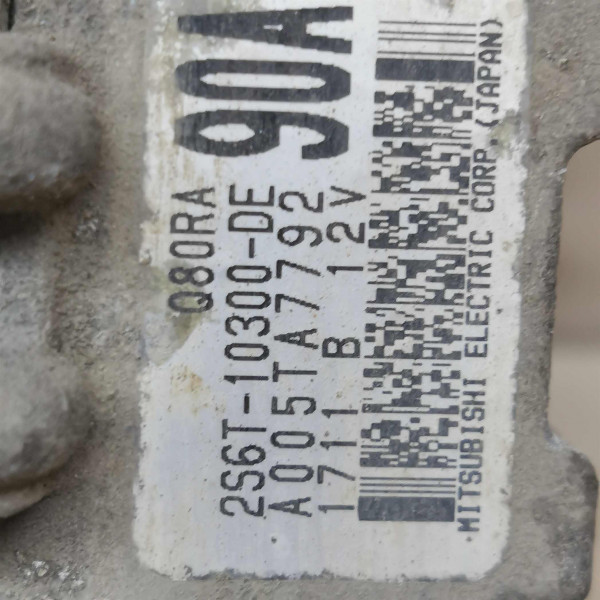 Q80RA 90A
2S6T-10300-DE
A005TA7792
1711 B 12V
MITSUBISHI ELECTRIC CORP.(JAPAN)